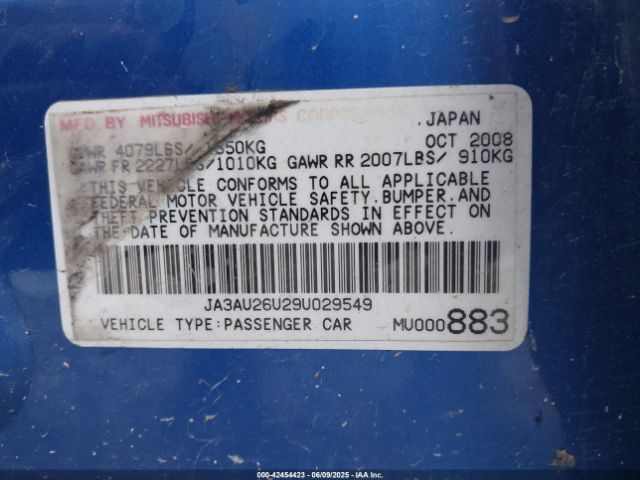 MFD.BY MITSUBISHI MOTORS CORPORATION, JAPAN
4079LBS/ 1850KG OCT 2008
FR 2227LBS/1010KG GAWR RR 2007LBS/ 910KG
THIS VEHICLE CONFORMS TO ALL APPLICABLE
FEDERAL MOTOR VEHICLE SAFETY.BUMPER.AND
THEFT PREVENTION STANDARDS IN EFFECT ON
THE DATE OF MANUFACTURE SHOWN ABOVE.
JA3AU26U29U029549
VEHICLE TYPE:PASSENGER CAR MU000883
000-42454423 | 06/09/2025 | © IAA Inc.